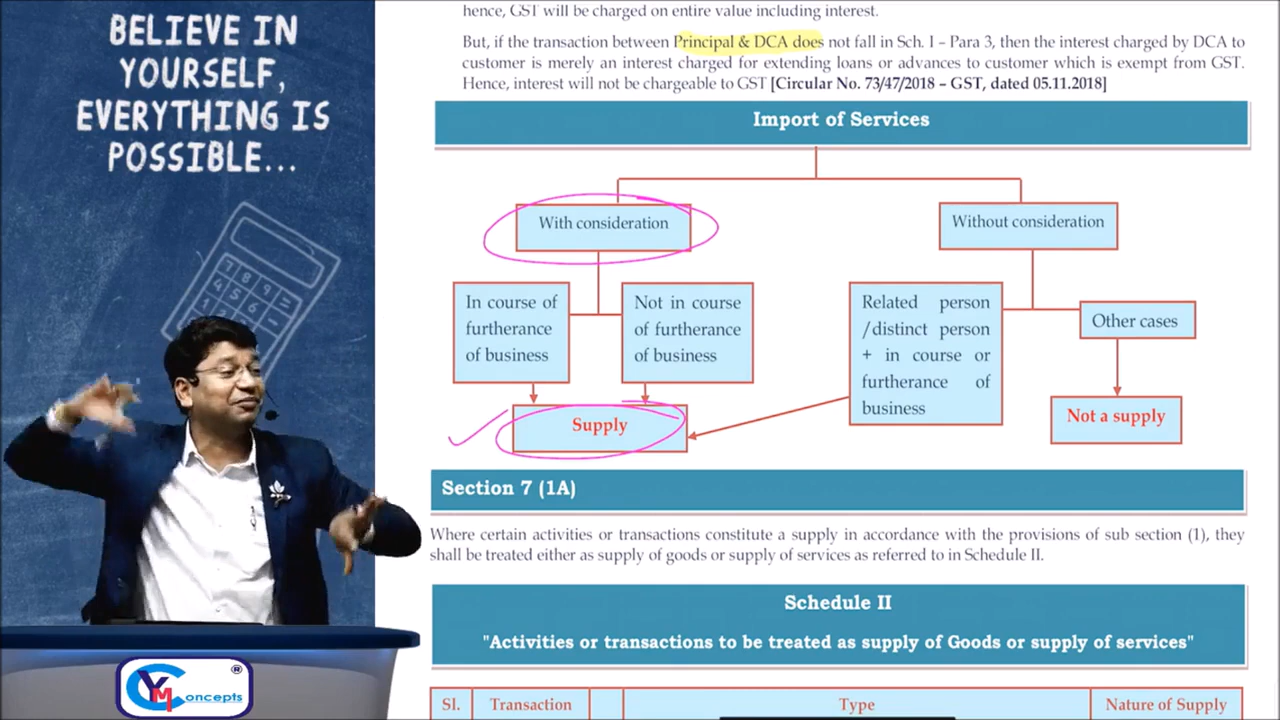 BELIEVE IN
YOURSELF,
EVERYTHING IS
POSSIBLE...
7 8 9
4 5 6
YM Concepts ®
hence, GST will be charged on entire value including interest.
But, if the transaction between Principal & DCA does not fall in Sch. I – Para 3, then the interest charged by DCA to
customer is merely an interest charged for extending loans or advances to customer which is exempt from GST.
Hence, interest will not be chargeable to GST [Circular No. 73/47/2018 – GST, dated 05.11.2018]
Import of Services
With consideration
Without consideration
In course of
furtherance
of business
Not in course
of furtherance
of business
Related person
/distinct person
+ in course or
furtherance of
business
Other cases
Supply
Not a supply
Section 7 (1A)
Where certain activities or transactions constitute a supply in accordance with the provisions of sub section (1), they
shall be treated either as supply of goods or supply of services as referred to in Schedule II.
Schedule II
"Activities or transactions to be treated as supply of Goods or supply of services"
Sl. Transaction Type Nature of Supply